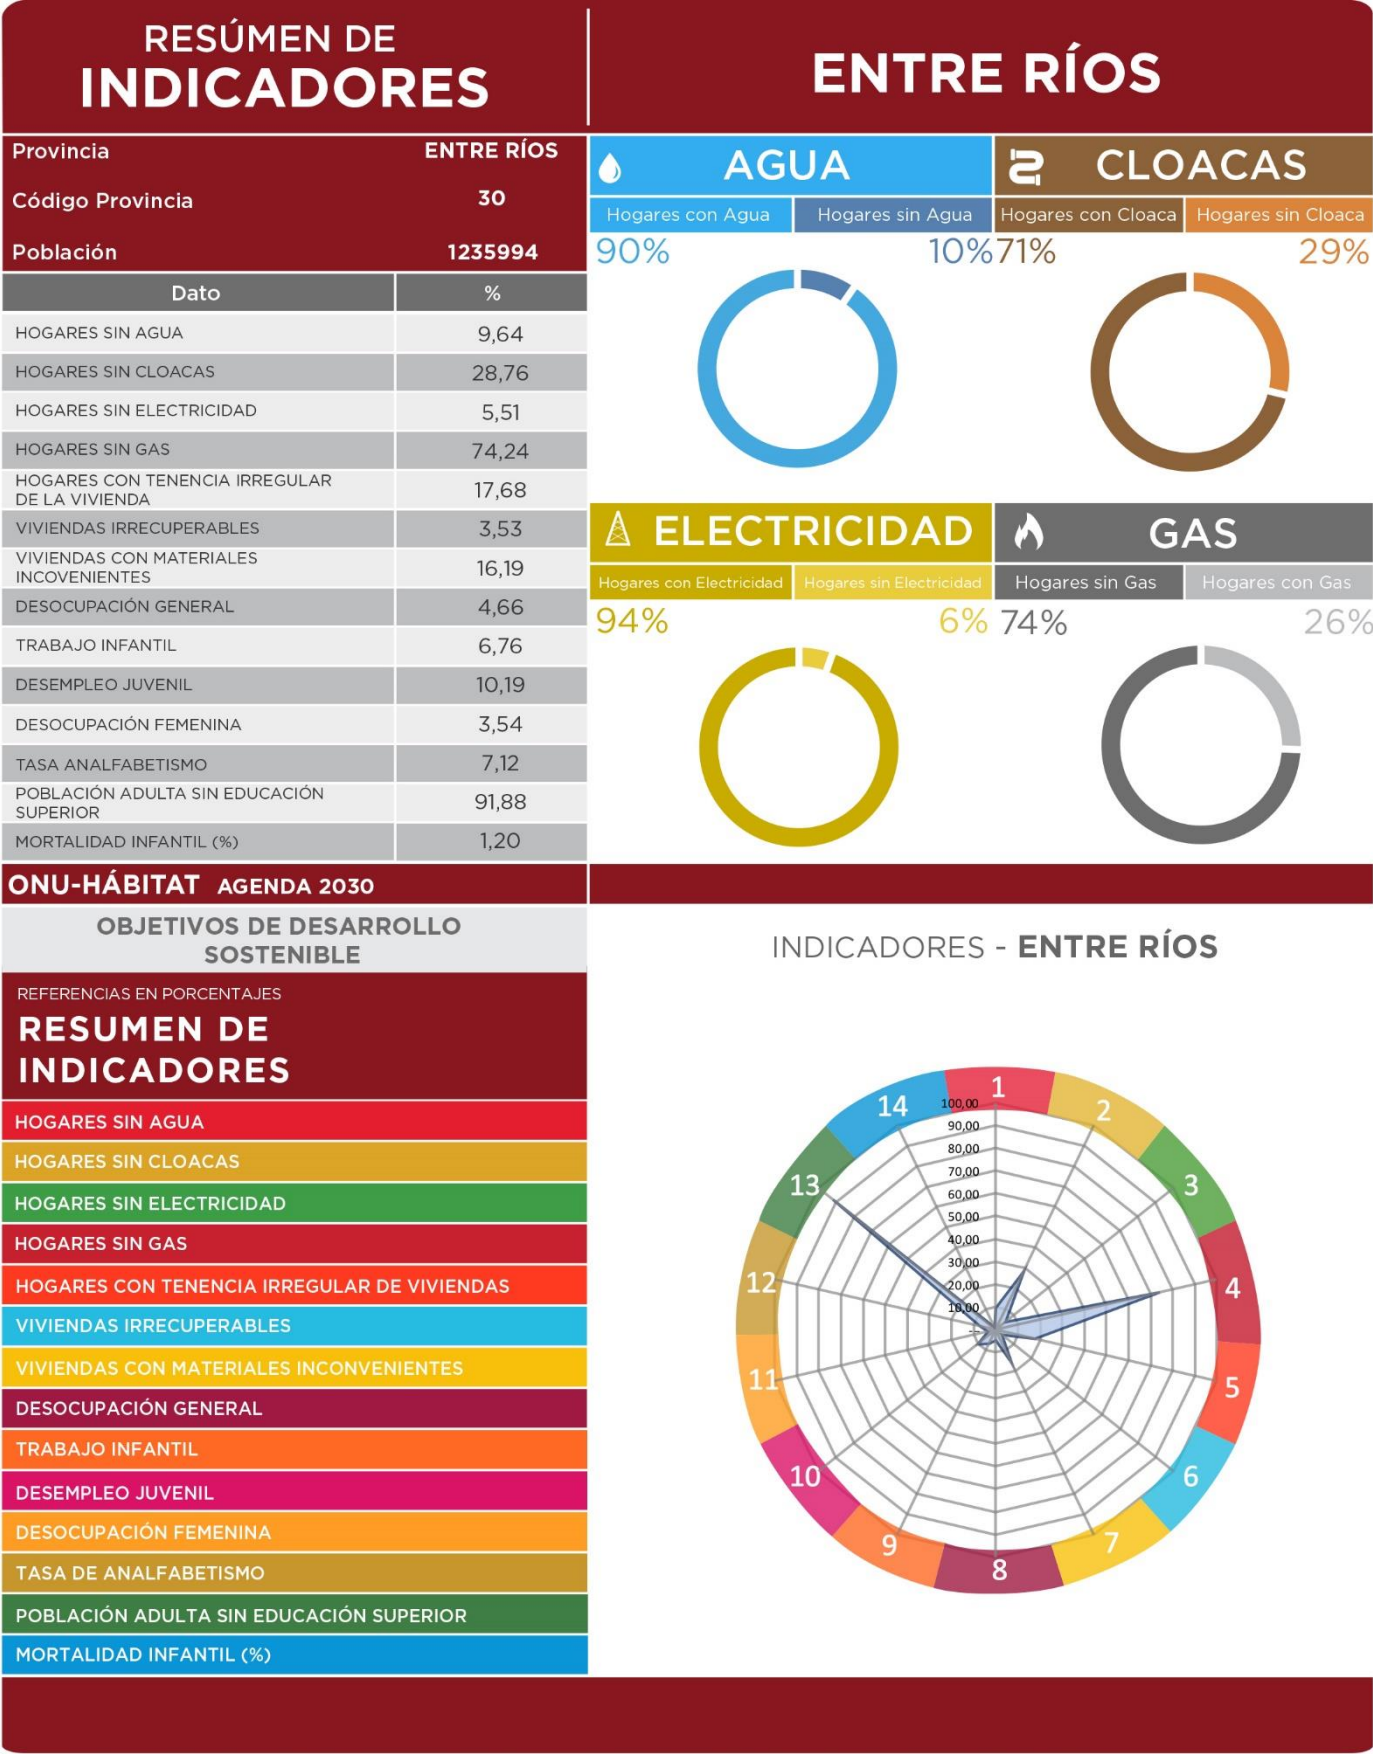 RESÚMEN DE
INDICADORES
ENTRE RÍOS
Provincia ENTRE RÍOS
Código Provincia 30
Población 1235994
Dato %
HOGARES SIN AGUA 9,64
HOGARES SIN CLOACAS 28,76
HOGARES SIN ELECTRICIDAD 5,51
HOGARES SIN GAS 74,24
HOGARES CON TENENCIA IRREGULAR
DE LA VIVIENDA 17,68
VIVIENDAS IRRECUPERABLES 3,53
VIVIENDAS CON MATERIALES
INCOVENIENTES 16,19
DESOCUPACIÓN GENERAL 4,66
TRABAJO INFANTIL 6,76
DESEMPLEO JUVENIL 10,19
DESOCUPACIÓN FEMENINA 3,54
TASA ANALFABETISMO 7,12
POBLACIÓN ADULTA SIN EDUCACIÓN
SUPERIOR 91,88
MORTALIDAD INFANTIL (%) 1,20
AGUA
Hogares con Agua Hogares sin Agua
90% 10%
CLOACAS
Hogares con Cloaca Hogares sin Cloaca
71% 29%
ELECTRICIDAD
Hogares con Electricidad Hogares sin Electricidad
94% 6%
GAS
Hogares sin Gas Hogares con Gas
74% 26%
ONU-HÁBITAT AGENDA 2030
OBJETIVOS DE DESARROLLO
SOSTENIBLE
REFERENCIAS EN PORCENTAJES
RESUMEN DE
INDICADORES
HOGARES SIN AGUA
HOGARES SIN CLOACAS
HOGARES SIN ELECTRICIDAD
HOGARES SIN GAS
HOGARES CON TENENCIA IRREGULAR DE VIVIENDAS
VIVIENDAS IRRECUPERABLES
VIVIENDAS CON MATERIALES INCONVENIENTES
DESOCUPACIÓN GENERAL
TRABAJO INFANTIL
DESEMPLEO JUVENIL
DESOCUPACIÓN FEMENINA
TASA DE ANALFABETISMO
POBLACIÓN ADULTA SIN EDUCACIÓN SUPERIOR
MORTALIDAD INFANTIL (%)
INDICADORES - ENTRE RÍOS
1
2
3
4
5
6
7
8
9
10
11
12
13
14
100,00
90,00
80,00
70,00
60,00
50,00
40,00
30,00
20,00
10,00